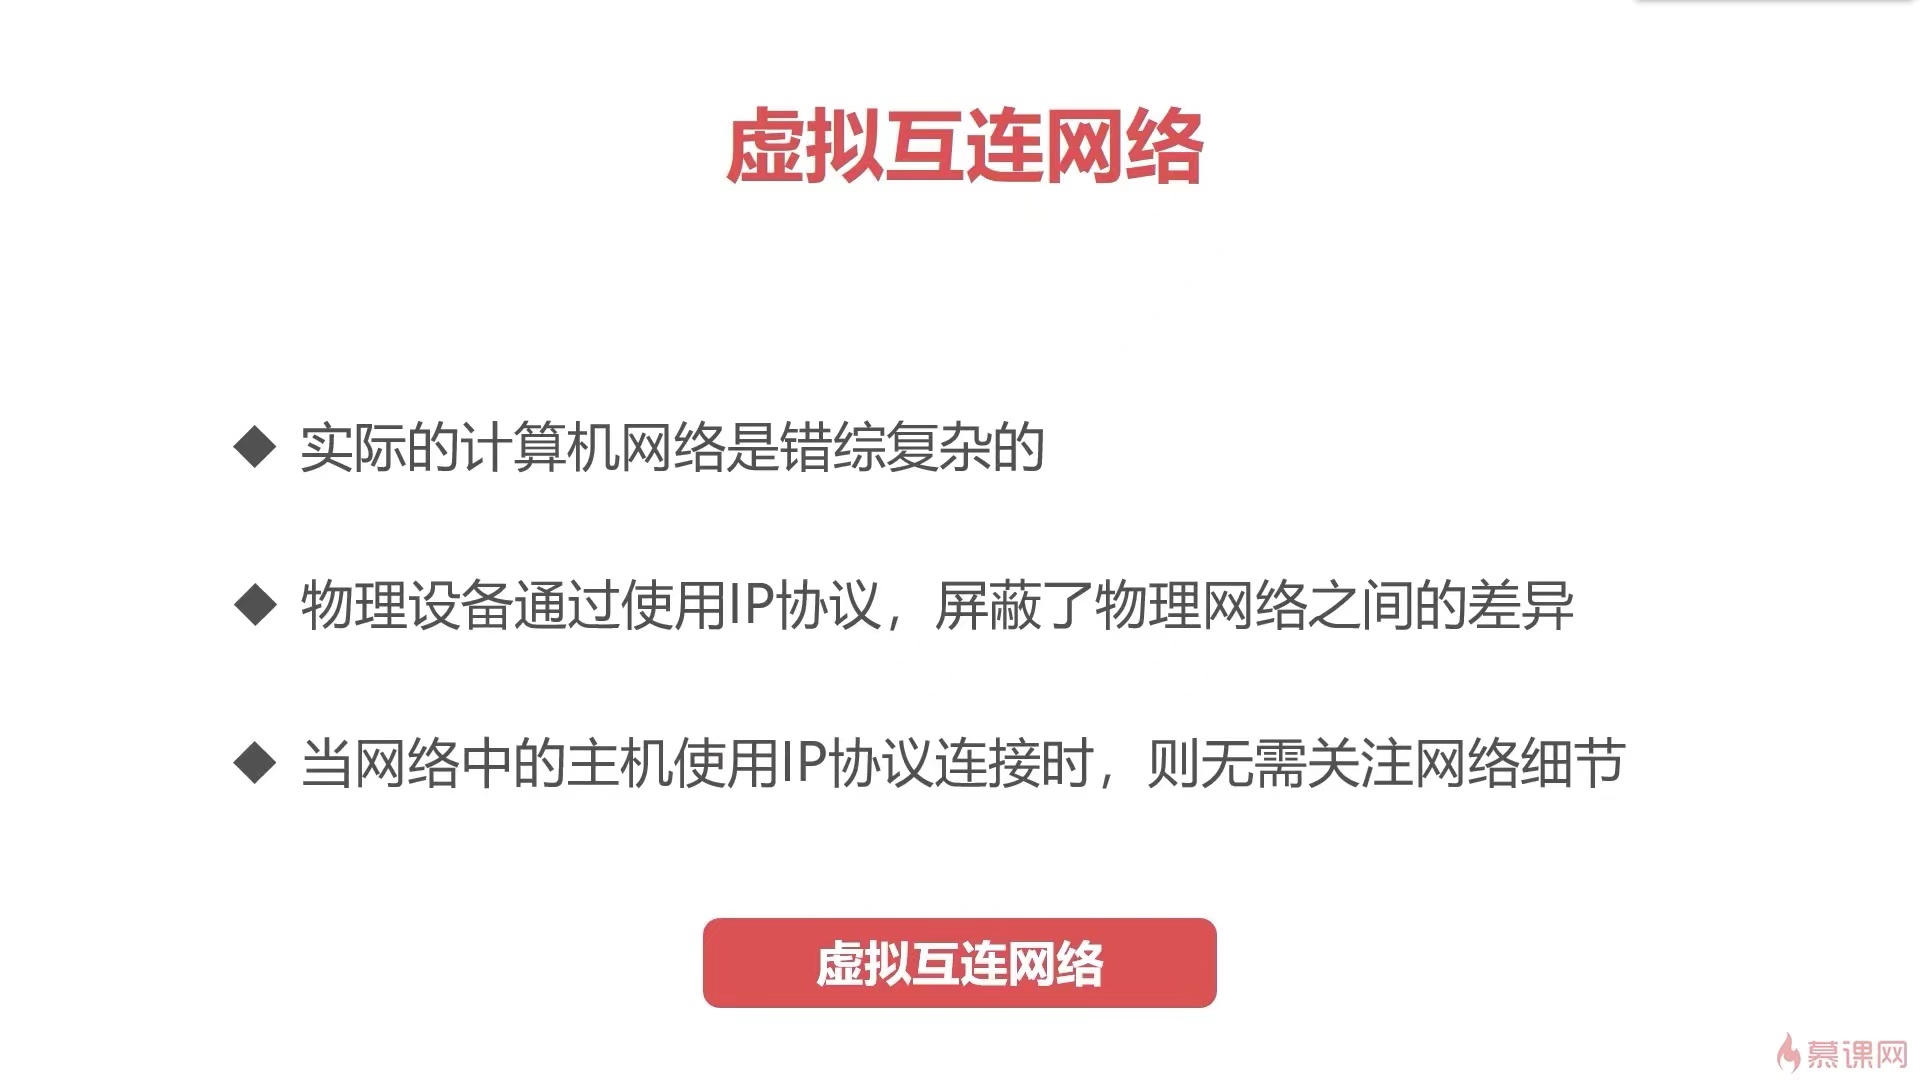 虚拟互连网络
◆ 实际的计算机网络是错综复杂的
◆ 物理设备通过使用IP协议，屏蔽了物理网络之间的差异
◆ 当网络中的主机使用IP协议连接时，则无需关注网络细节
虚拟互连网络
慕课网